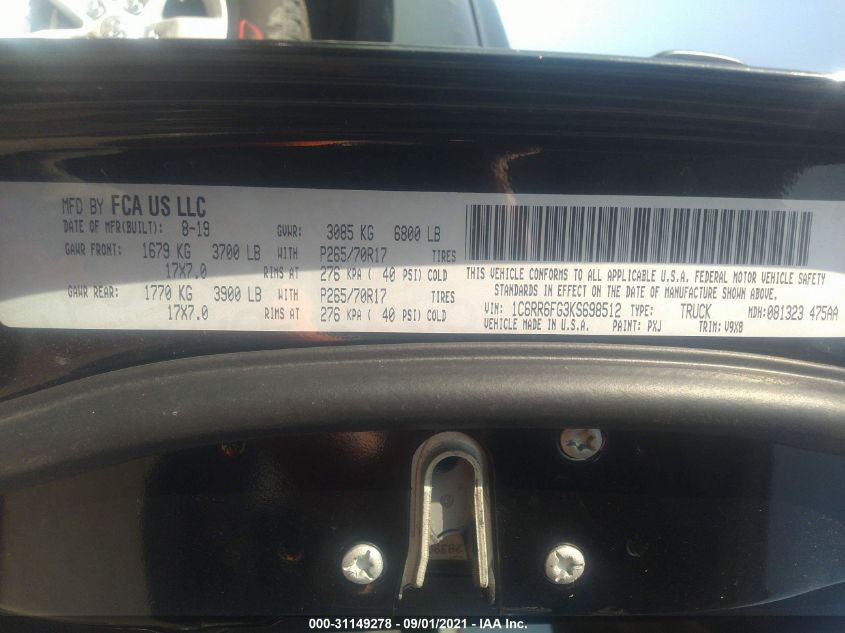 MFD BY FCA US LLC
DATE OF MFR(BUILT): 8-19 GVWR: 3085 KG 6800 LB
GAWR FRONT: 1679 KG 3700 LB WITH P265/70R17 TIRES
17X7.0 RIMS AT 276 KPA ( 40 PSI) COLD
GAWR REAR: 1770 KG 3900 LB WITH P265/70R17 TIRES
17X7.0 RIMS AT 276 KPA ( 40 PSI) COLD
THIS VEHICLE CONFORMS TO ALL APPLICABLE U.S.A. FEDERAL MOTOR VEHICLE SAFETY
STANDARDS IN EFFECT ON THE DATE OF MANUFACTURE SHOWN ABOVE.
VIN: 1C6RR6FG3KS698512 TYPE: TRUCK MDH: 081323 475AA
VEHICLE MADE IN U.S.A. PAINT: PXJ TRIM: V9X8
000-31149278 - 09/01/2021 - IAA Inc.